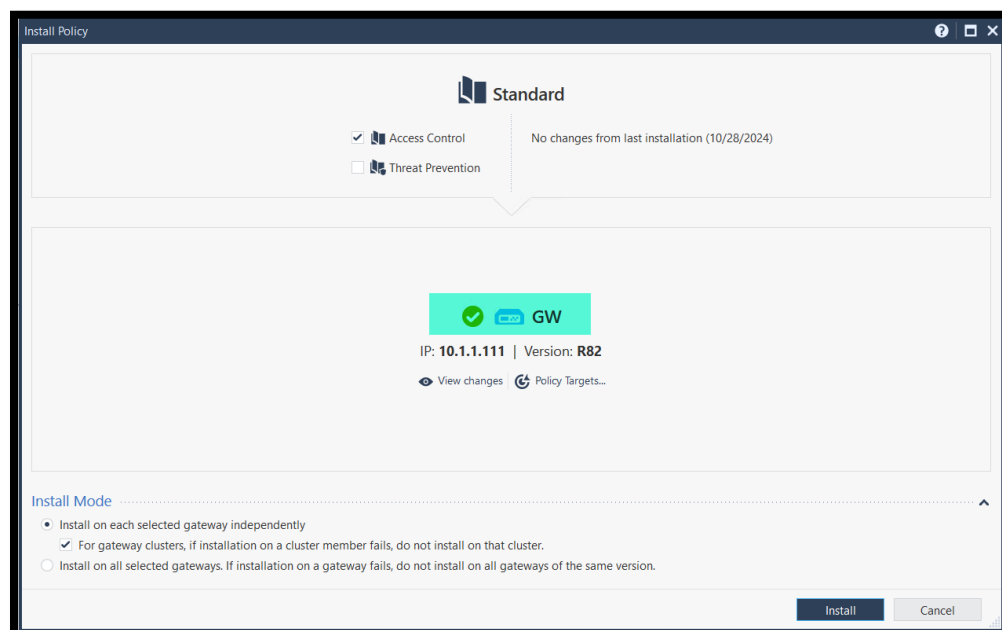 Install Policy
Standard
Access Control
No changes from last installation (10/28/2024)
Threat Prevention
GW
IP: 10.1.1.111 | Version: R82
View changes
Policy Targets...
Install Mode
Install on each selected gateway independently
For gateway clusters, if installation on a cluster member fails, do not install on that cluster.
Install on all selected gateways. If installation on a gateway fails, do not install on all gateways of the same version.
Install
Cancel